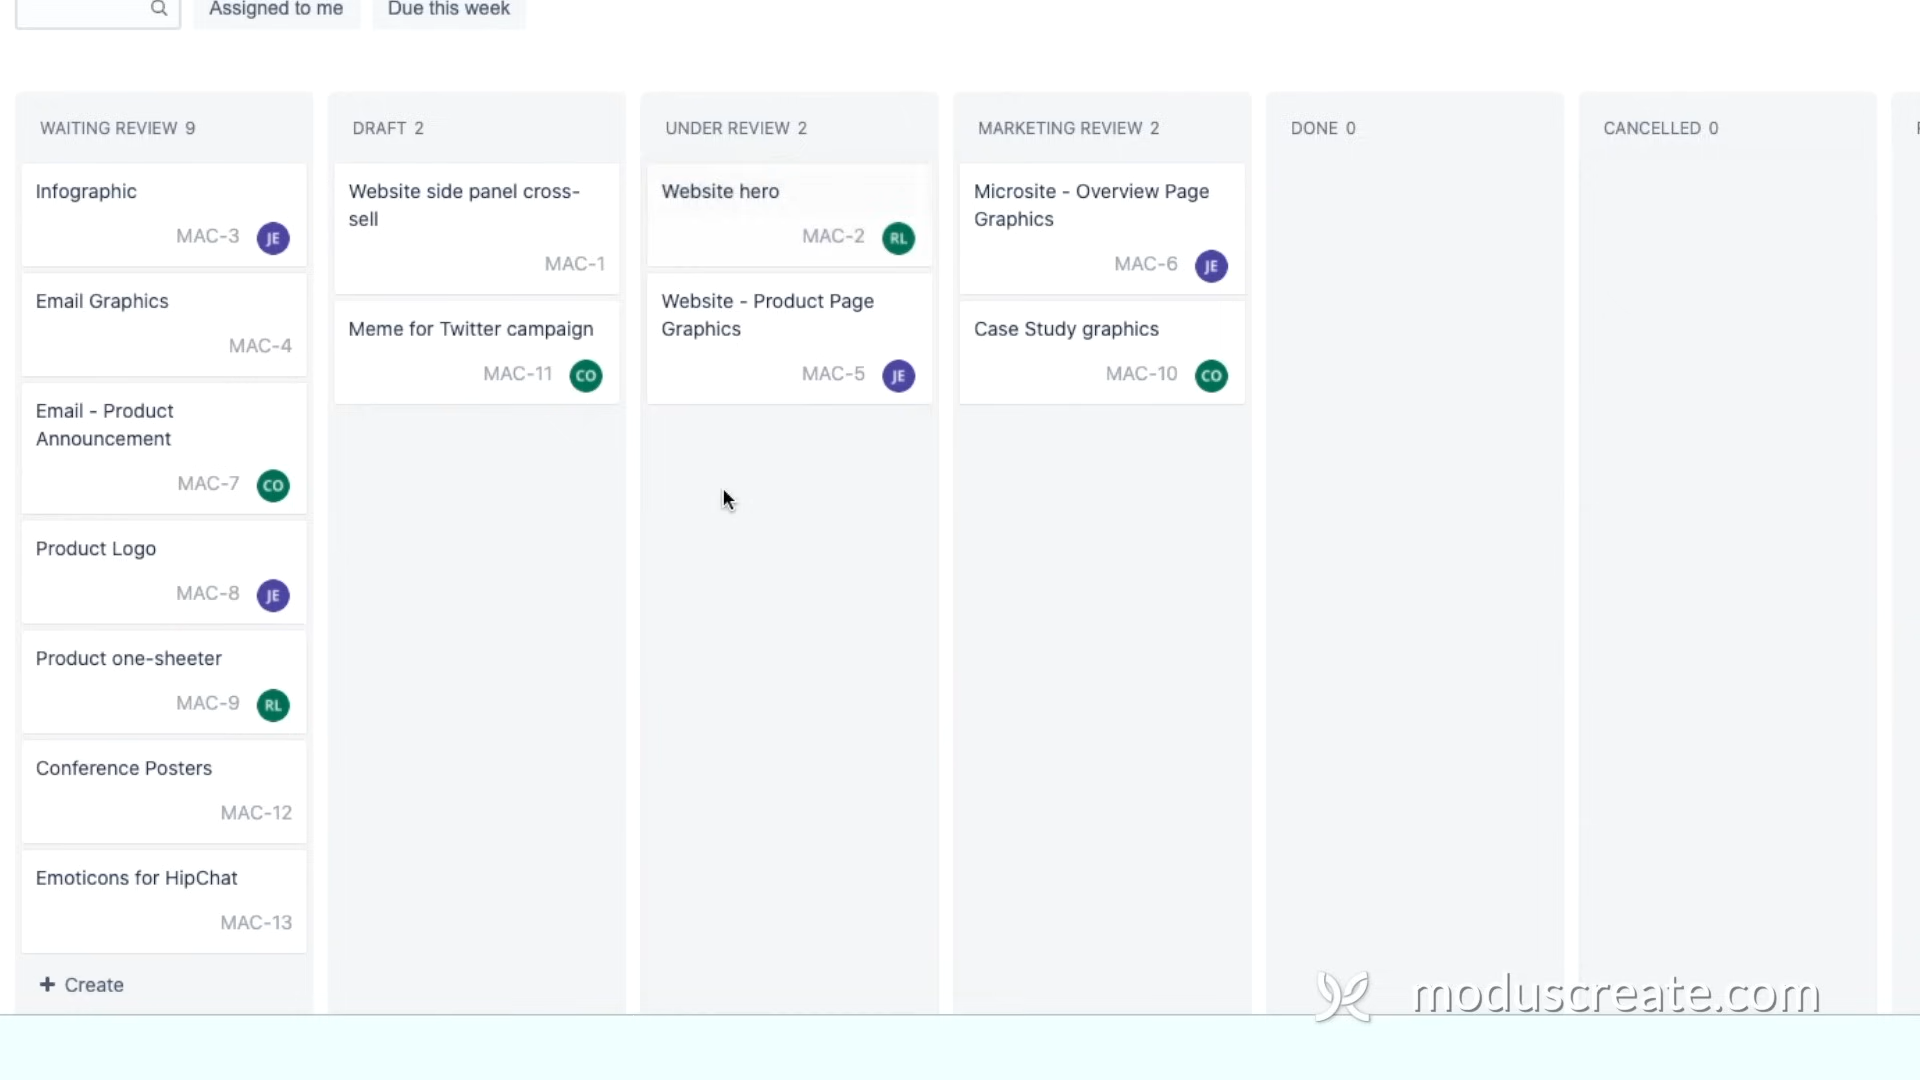 Assigned to me
Due this week
WAITING REVIEW 9
Infographic
MAC-3 JE
Email Graphics
MAC-4
Email - Product
Announcement
MAC-7 CO
Product Logo
MAC-8 JE
Product one-sheeter
MAC-9 RL
Conference Posters
MAC-12
Emoticons for HipChat
MAC-13
+ Create
DRAFT 2
Website side panel cross-
sell
MAC-1
Meme for Twitter campaign
MAC-11 CO
UNDER REVIEW 2
Website hero
MAC-2 RL
Website - Product Page
Graphics
MAC-5 JE
MARKETING REVIEW 2
Microsite - Overview Page
Graphics
MAC-6 JE
Case Study graphics
MAC-10 CO
DONE 0
CANCELLED 0
moduscreate.com